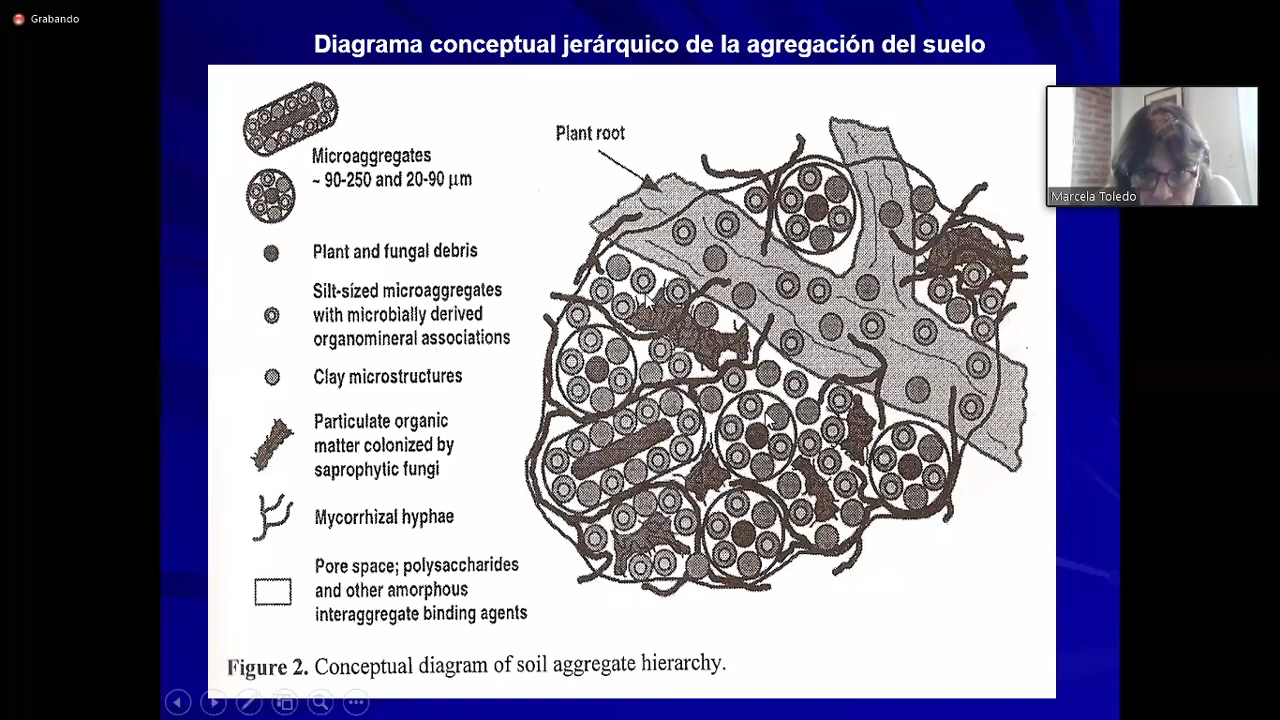 Grabando
Diagrama conceptual jerárquico de la agregación del suelo
Plant root
Microaggregates
~ 90-250 and 20-90 μm
Plant and fungal debris
Silt-sized microaggregates
with microbially derived
organomineral associations
Clay microstructures
Particulate organic
matter colonized by
saprophytic fungi
Mycorrhizal hyphae
Pore space; polysaccharides
and other amorphous
interaggregate binding agents
Figure 2. Conceptual diagram of soil aggregate hierarchy.
Marcela Toledo